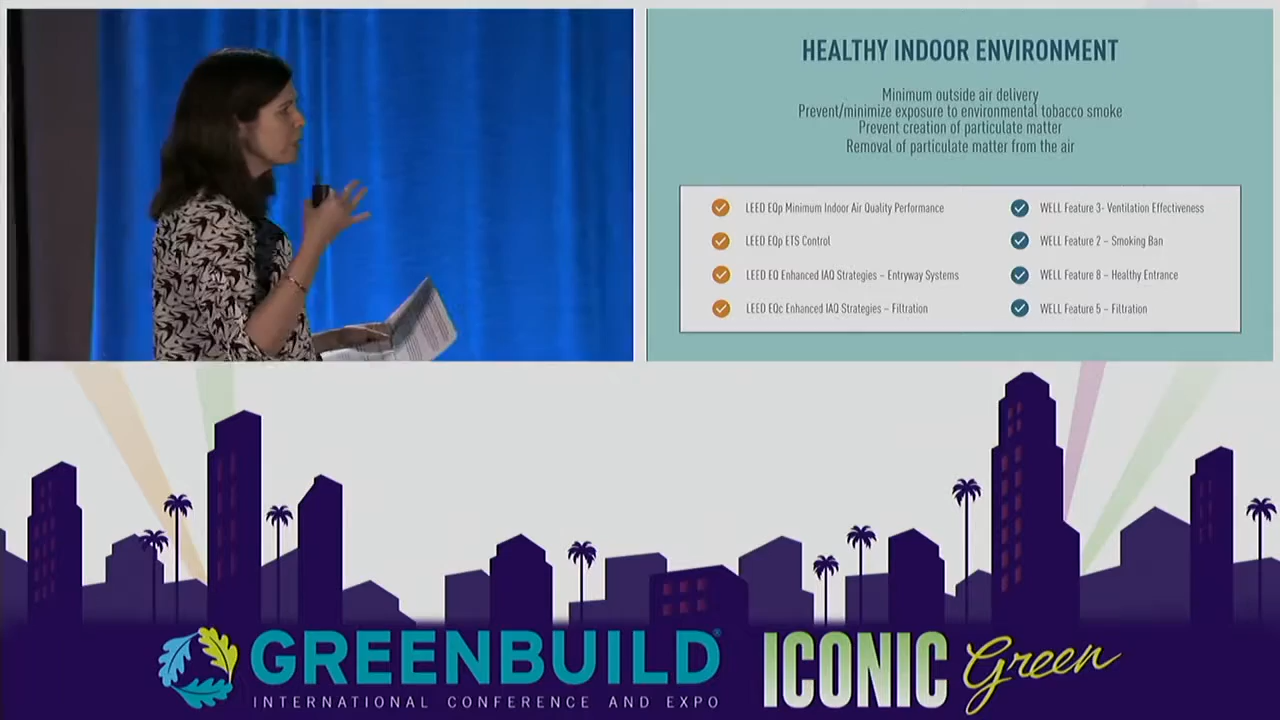 HEALTHY INDOOR ENVIRONMENT
Minimum outside air delivery
Prevent/minimize exposure to environmental tobacco smoke
Prevent creation of particulate matter
Removal of particulate matter from the air
LEED EQp Minimum Indoor Air Quality Performance
LEED EQp ETS Control
LEED EQ Enhanced IAQ Strategies – Entryway Systems
LEED EQc Enhanced IAQ Strategies – Filtration
WELL Feature 3- Ventilation Effectiveness
WELL Feature 2 – Smoking Ban
WELL Feature 8 – Healthy Entrance
WELL Feature 5 – Filtration
GREENBUILD®
INTERNATIONAL CONFERENCE AND EXPO
ICONIC Green